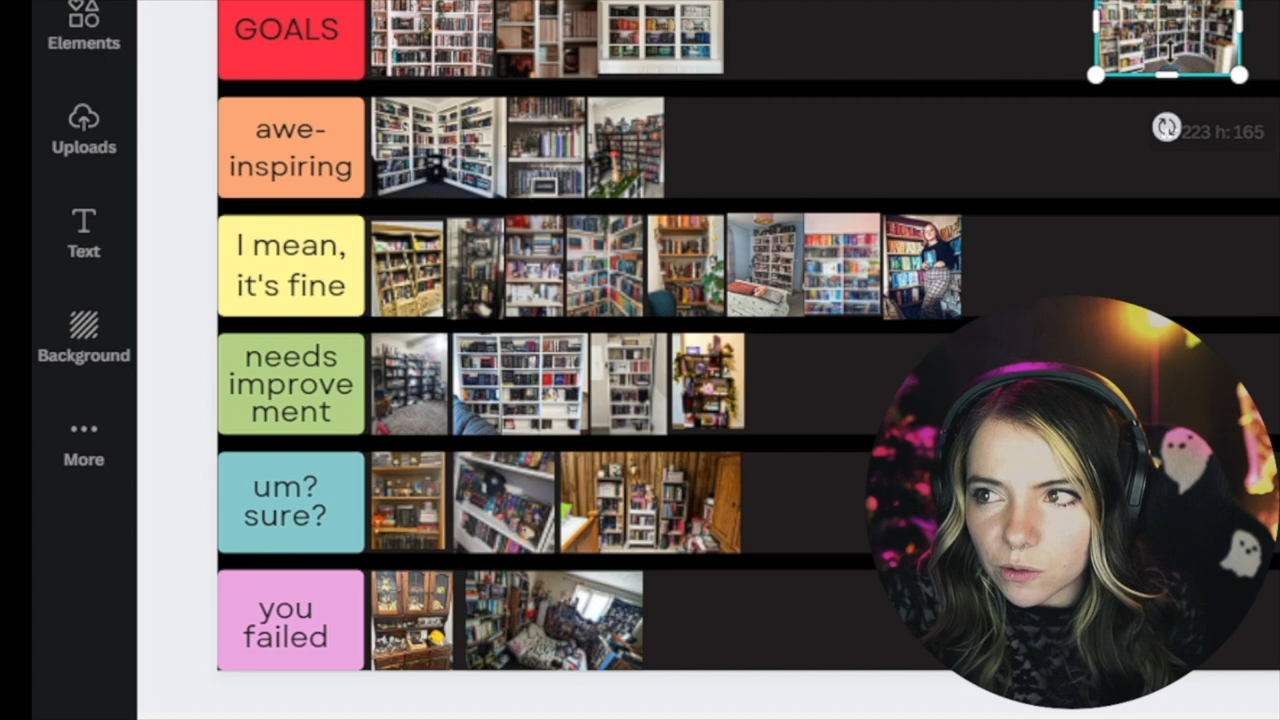 Elements
GOALS
awe-
inspiring
223 h: 165
Uploads
Text
I mean,
it's fine
Background
needs
improve
ment
More
um?
sure?
you
failed